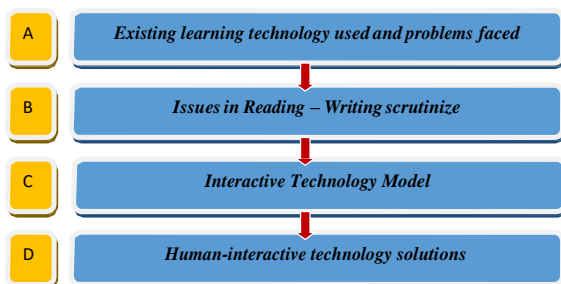 A
Existing learning technology used and problems faced
B
Issues in Reading – Writing scrutinize
C
Interactive Technology Model
D
Human-interactive technology solutions